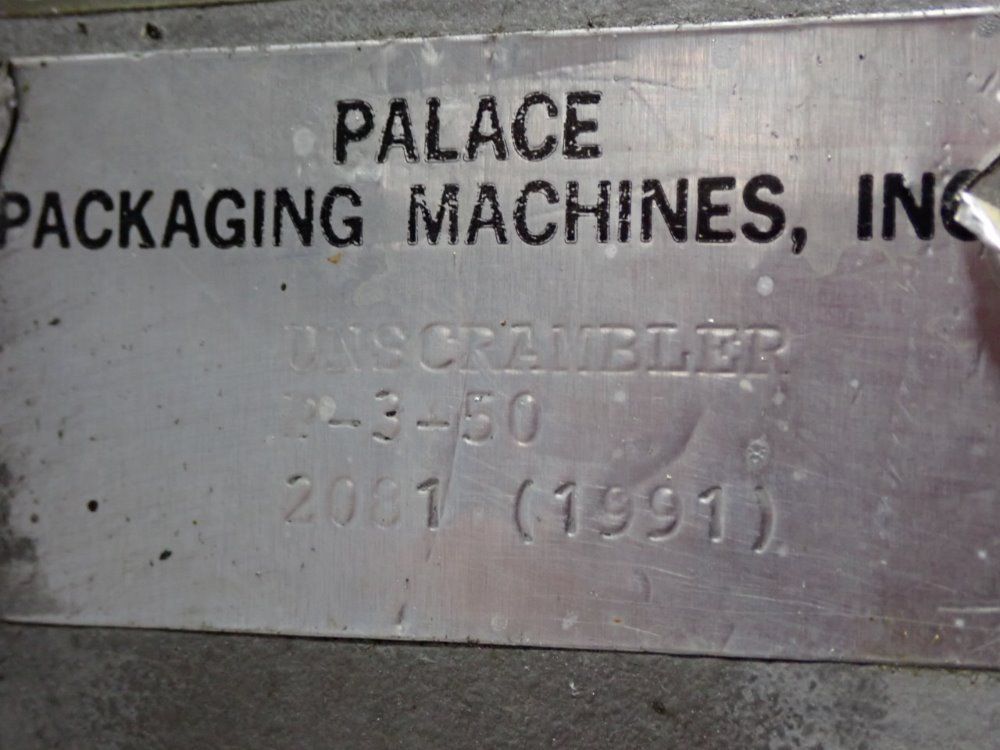 PALACE
PACKAGING MACHINES, INC
UNSCRAMBLER
P-3-50
2081 (1991)